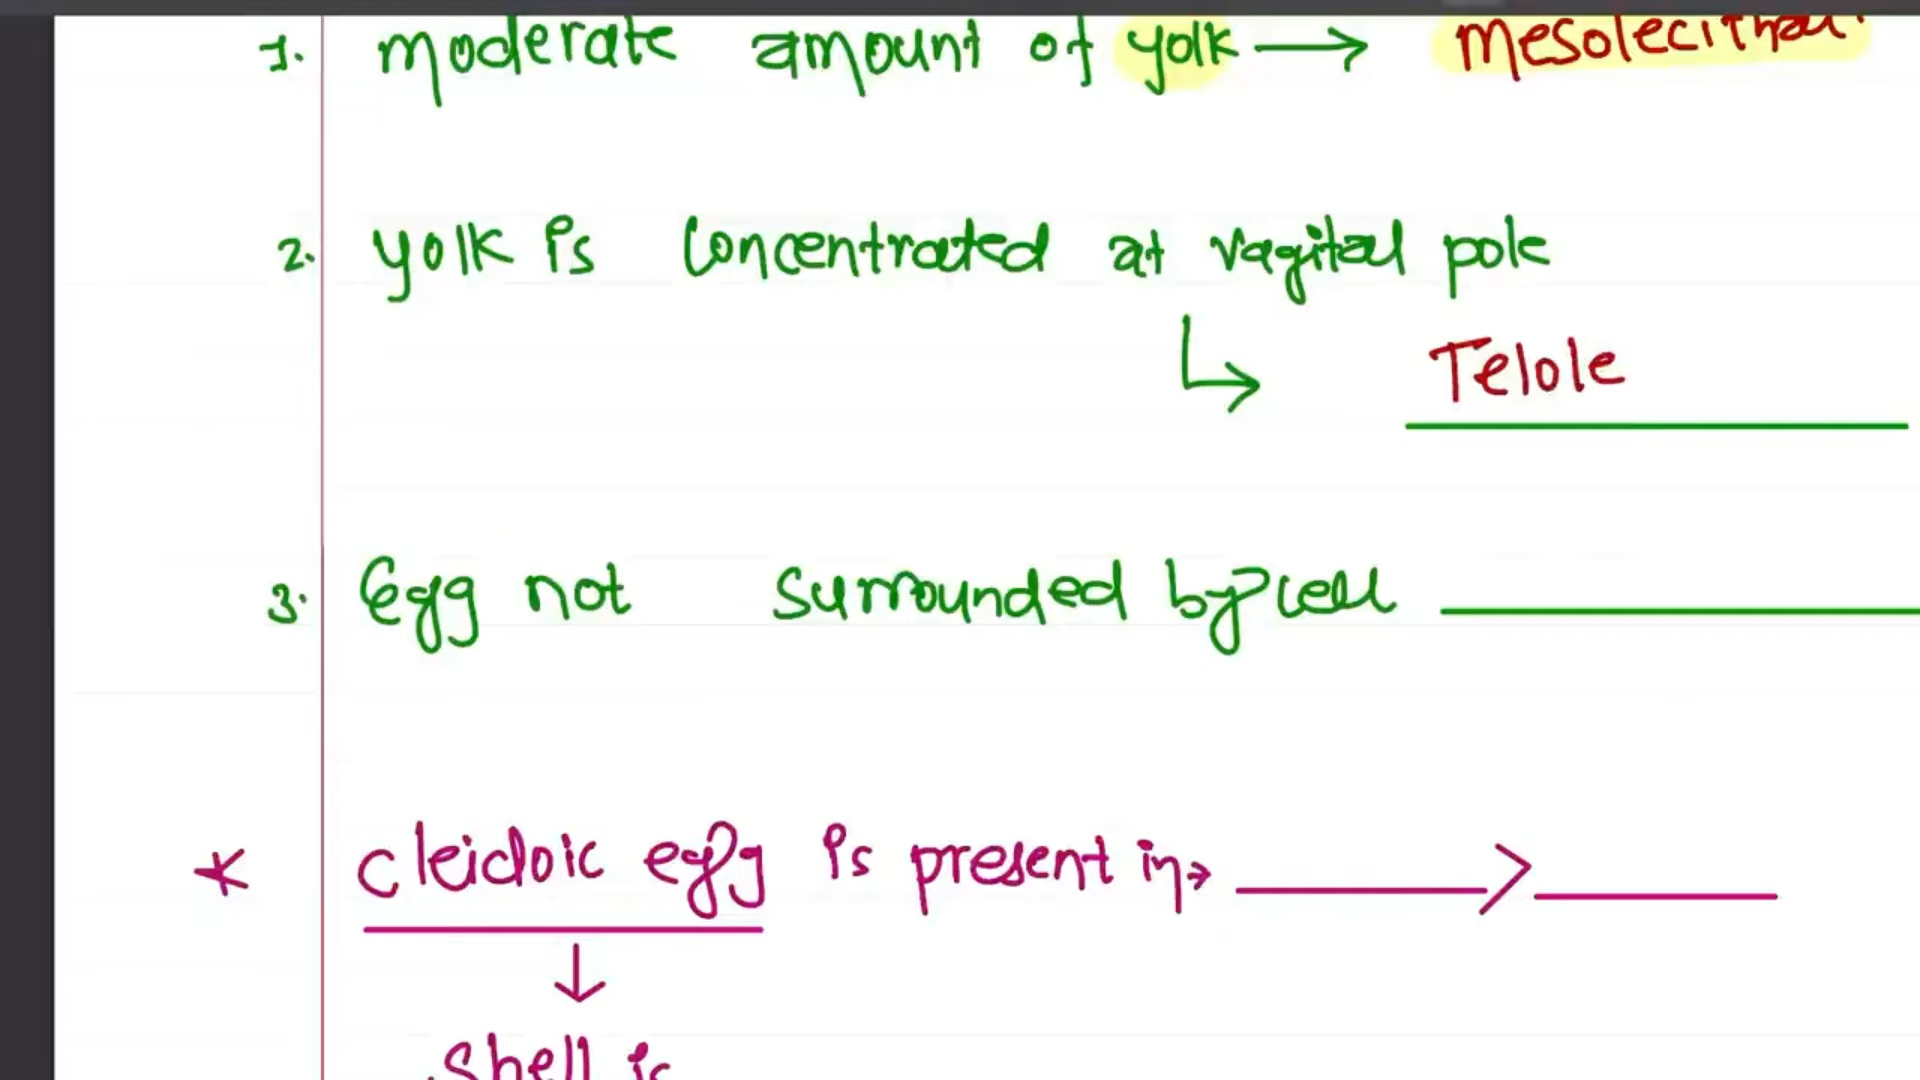 1. moderate amount of yolk → mesolecithal.
2. yolk is concentrated at vagital pole
↳ Telole
3. Egg not surrounded by cell
* cleidoic egg is present in →  > 
↓
shell is